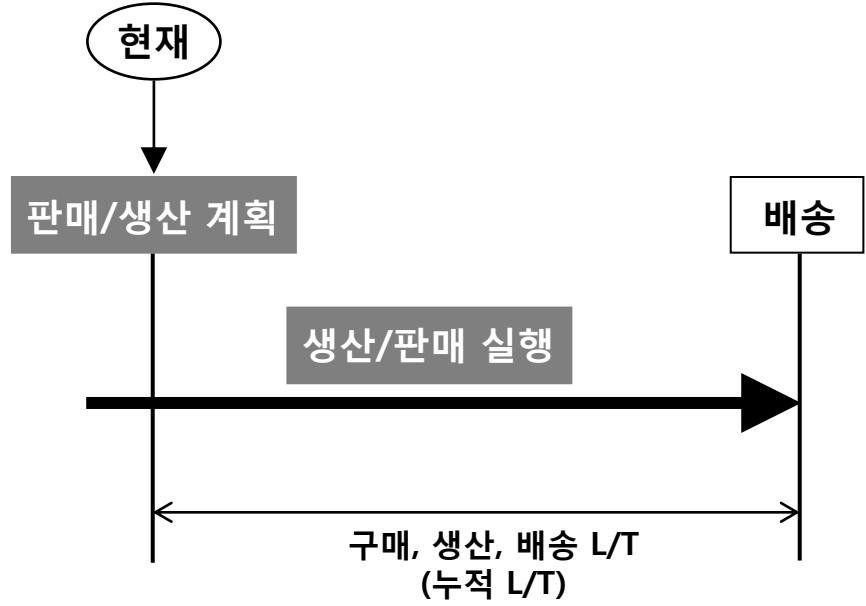 현재
판매/생산 계획
배송
생산/판매 실행
구매, 생산, 배송 L/T
(누적 L/T)